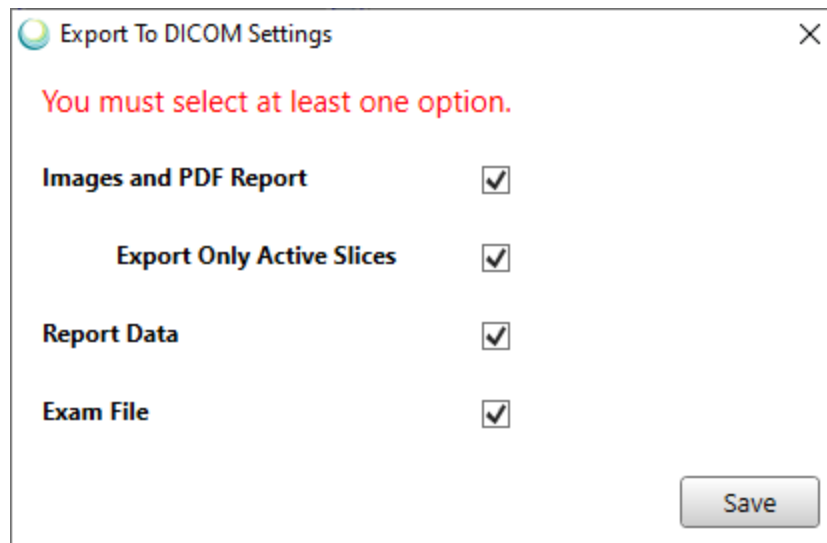 Export To DICOM Settings
You must select at least one option.
Images and PDF Report
Export Only Active Slices
Report Data
Exam File
Save